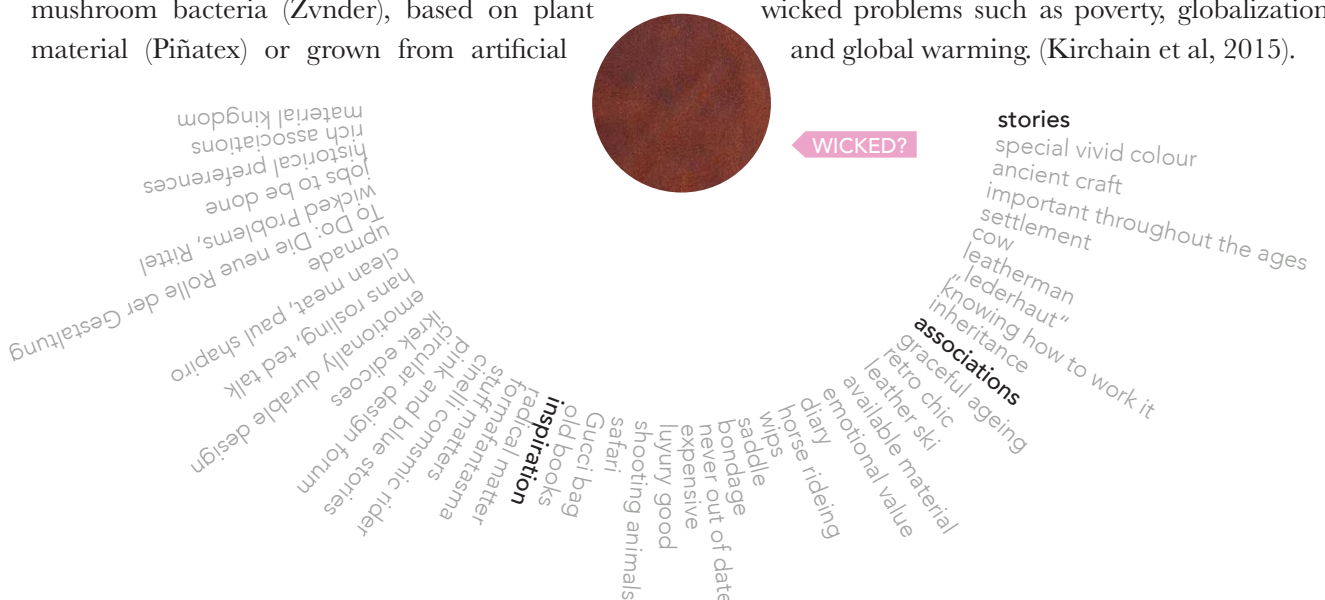 mushroom bacteria (Zvnder), based on plant
material (Piñatex) or grown from artificial
wicked problems such as poverty, globalization
and global warming. (Kirchain et al, 2015).
WICKED?
stories
special vivid colour
ancient craft
important throughout the ages
settlement
cow
leatherman
„lederhaut“
knowing how to work it
inheritance
associations
graceful ageing
retro chic
leather ski
available material
emotional value
diary
horse rideing
wips
saddle
bondage
never out of date
expensive
luyury good
shooting animals
safari
Gucci bag
old books
inspiration
radical matter
formafantasma
stuff matters
cinelli comsmic rider
pink and blue stories
circular design forum
ikrek edicoes
emotionally durable design
hans rosling, ted talk
clean meat, paul shapiro
upmade
To Do: Die neue Rolle der Gestaltung
wicked Problems, Rittel
jobs to be done
historical preferences
rich associations
material kingdom